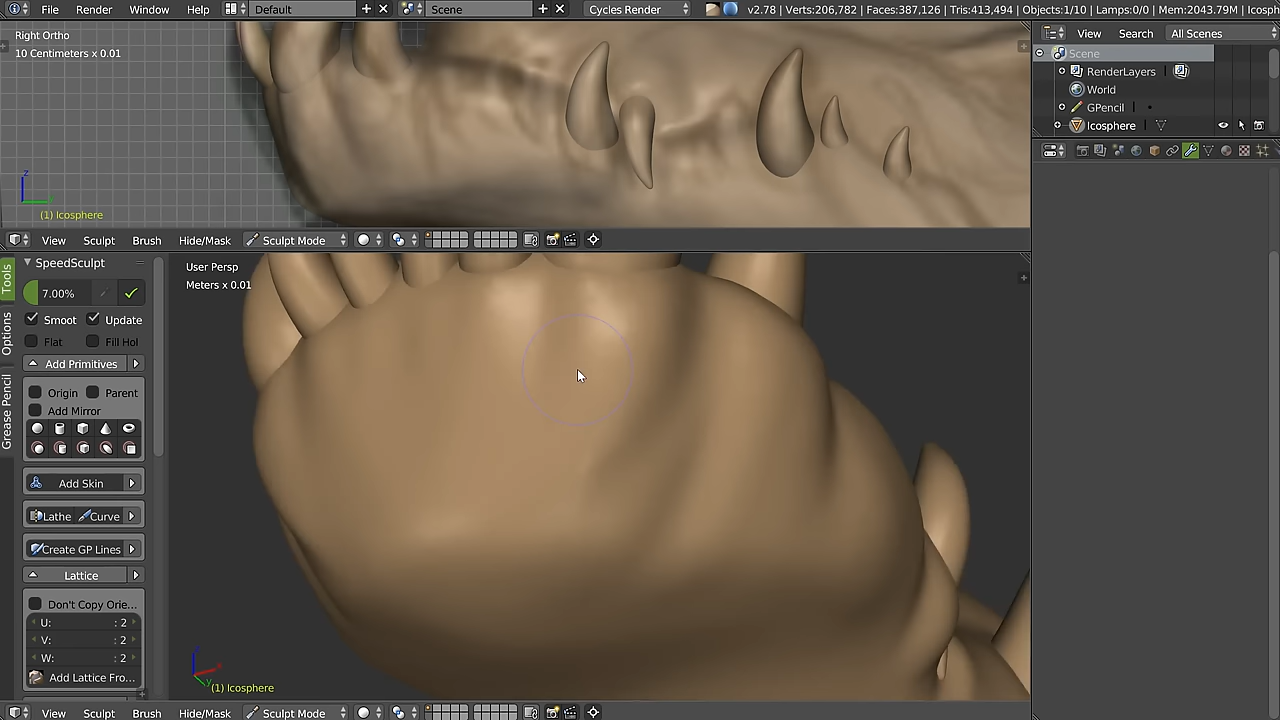 File Render Window Help Default Scene Cycles Render v2.78 | Verts:206,782 | Faces:387,126 | Tris:413,494 | Objects:1/10 | Lamps:0/0 | Mem:2043.79M | Icosph
Right Ortho
10 Centimeters x 0.01
z
(1) Icosphere
View Sculpt Brush Hide/Mask Sculpt Mode
View Search All Scenes
Scene
RenderLayers
World
GPencil
Icosphere
Tools
Options
Grease Pencil
SpeedSculpt
7.00%
Smoot Update
Flat Fill Hol
Add Primitives
Origin Parent
Add Mirror
Add Skin
Lathe Curve
Create GP Lines
Lattice
Don't Copy Orie...
U: : 2
V: : 2
W: : 2
Add Lattice Fro...
User Persp
Meters x 0.01
(1) Icosphere
View Sculpt Brush Hide/Mask Sculpt Mode